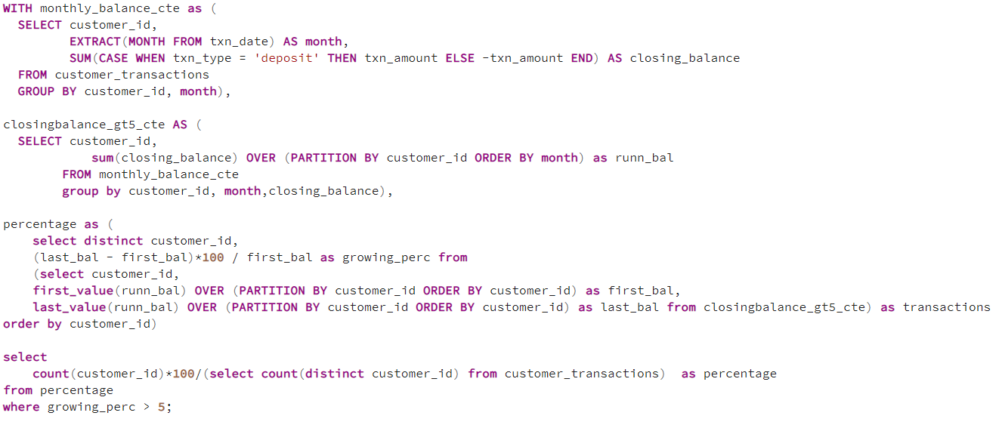 WITH monthly_balance_cte as (
SELECT customer_id,
EXTRACT(MONTH FROM txn_date) AS month,
SUM(CASE WHEN txn_type = 'deposit' THEN txn_amount ELSE -txn_amount END) AS closing_balance
FROM customer_transactions
GROUP BY customer_id, month),
closingbalance_gt5_cte AS (
SELECT customer_id,
sum(closing_balance) OVER (PARTITION BY customer_id ORDER BY month) as runn_bal
FROM monthly_balance_cte
group by customer_id, month,closing_balance),
percentage as (
select distinct customer_id,
(last_bal - first_bal)*100 / first_bal as growing_perc from
(select customer_id,
first_value(runn_bal) OVER (PARTITION BY customer_id ORDER BY customer_id) as first_bal,
last_value(runn_bal) OVER (PARTITION BY customer_id ORDER BY customer_id) as last_bal from closingbalance_gt5_cte) as transactions
order by customer_id)
select
count(customer_id)*100/(select count(distinct customer_id) from customer_transactions)  as percentage
from percentage
where growing_perc > 5;